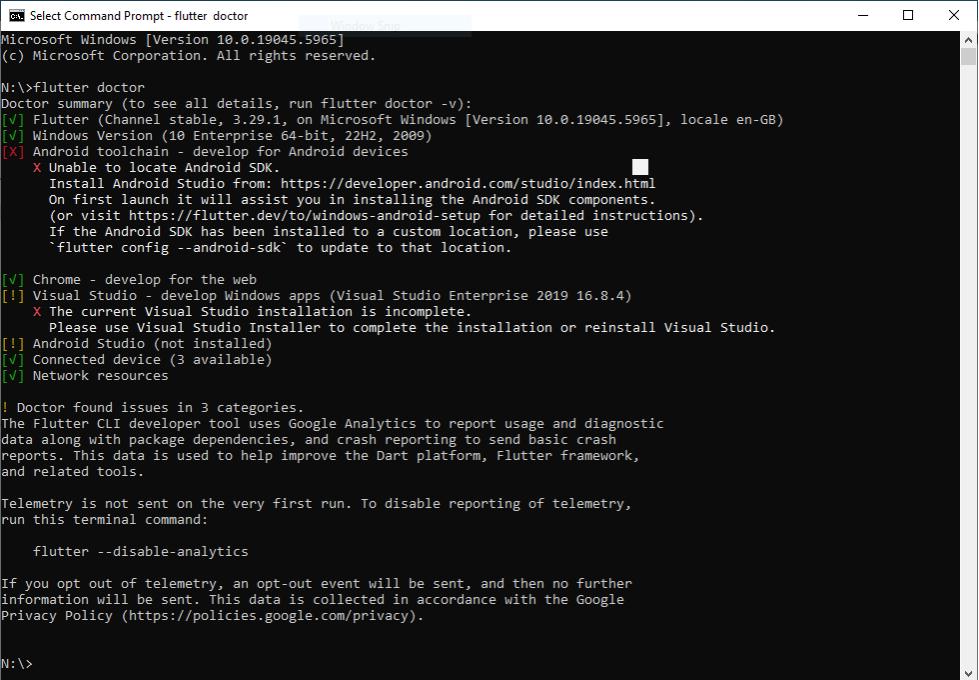 Select Command Prompt - flutter doctor
Window Snip
Microsoft Windows [Version 10.0.19045.5965]
(c) Microsoft Corporation. All rights reserved.
N:\>flutter doctor
Doctor summary (to see all details, run flutter doctor -v):
[√] Flutter (Channel stable, 3.29.1, on Microsoft Windows [Version 10.0.19045.5965], locale en-GB)
[√] Windows Version (10 Enterprise 64-bit, 22H2, 2009)
[X] Android toolchain - develop for Android devices
X Unable to locate Android SDK.
Install Android Studio from: https://developer.android.com/studio/index.html
On first launch it will assist you in installing the Android SDK components.
(or visit https://flutter.dev/to/windows-android-setup for detailed instructions).
If the Android SDK has been installed to a custom location, please use
`flutter config --android-sdk` to update to that location.
[√] Chrome - develop for the web
[!] Visual Studio - develop Windows apps (Visual Studio Enterprise 2019 16.8.4)
X The current Visual Studio installation is incomplete.
Please use Visual Studio Installer to complete the installation or reinstall Visual Studio.
[!] Android Studio (not installed)
[√] Connected device (3 available)
[√] Network resources
! Doctor found issues in 3 categories.
The Flutter CLI developer tool uses Google Analytics to report usage and diagnostic
data along with package dependencies, and crash reporting to send basic crash
reports. This data is used to help improve the Dart platform, Flutter framework,
and related tools.
Telemetry is not sent on the very first run. To disable reporting of telemetry,
run this terminal command:
flutter --disable-analytics
If you opt out of telemetry, an opt-out event will be sent, and then no further
information will be sent. This data is collected in accordance with the Google
Privacy Policy (https://policies.google.com/privacy).
N:\>